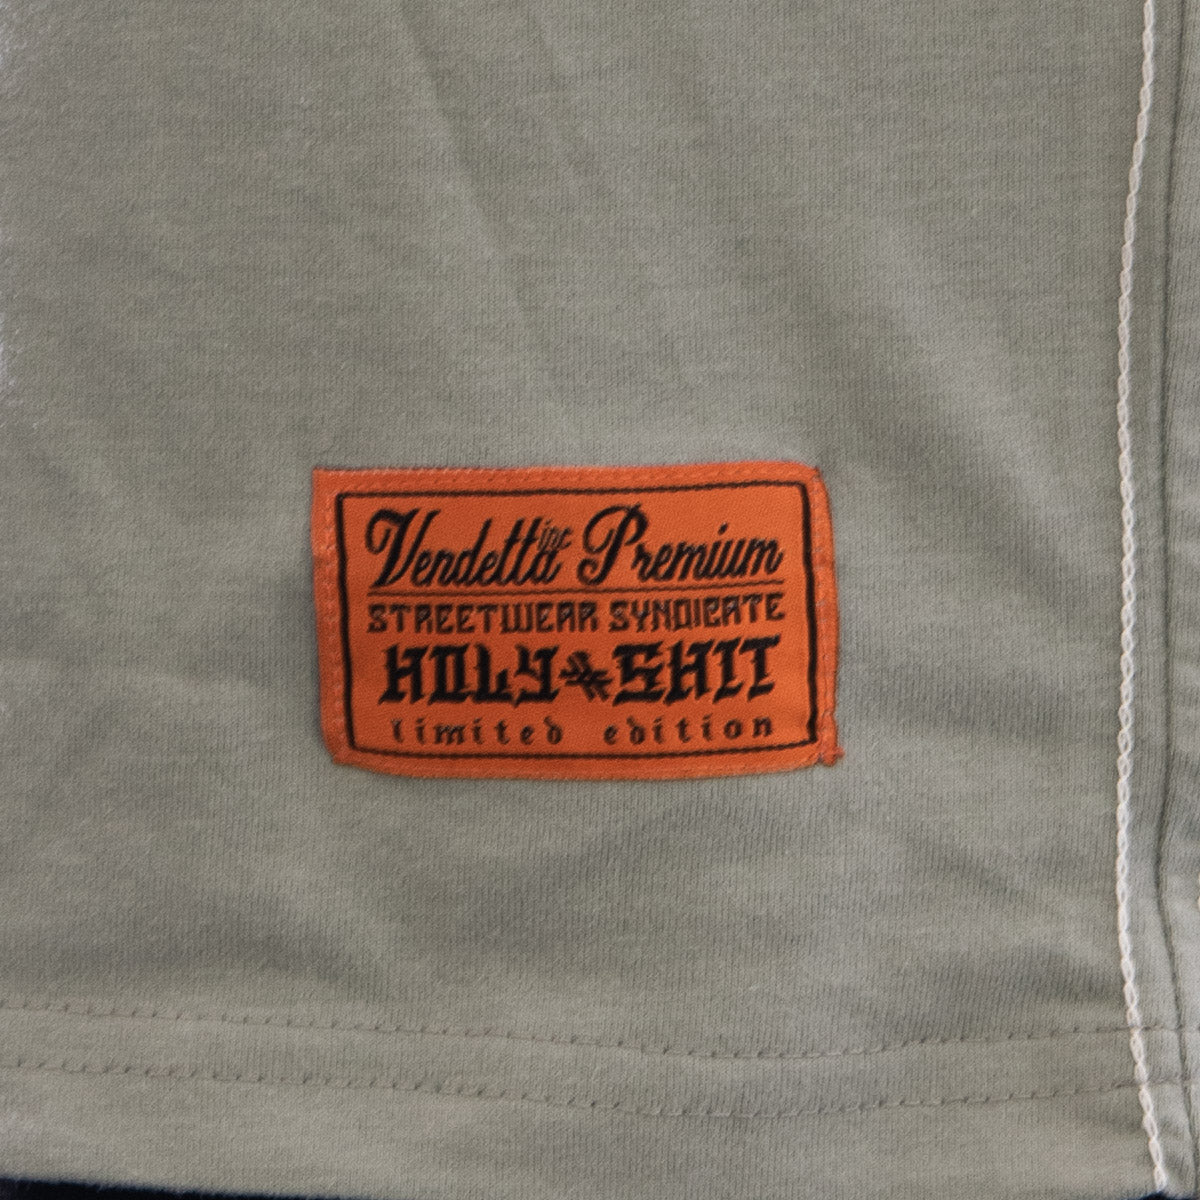 Vendetta inc Premium
STREETWEAR SYNDICATE
HOLY SHIT
limited edition